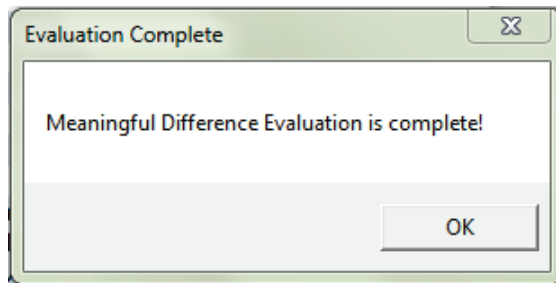 Evaluation Complete
Meaningful Difference Evaluation is complete!
OK